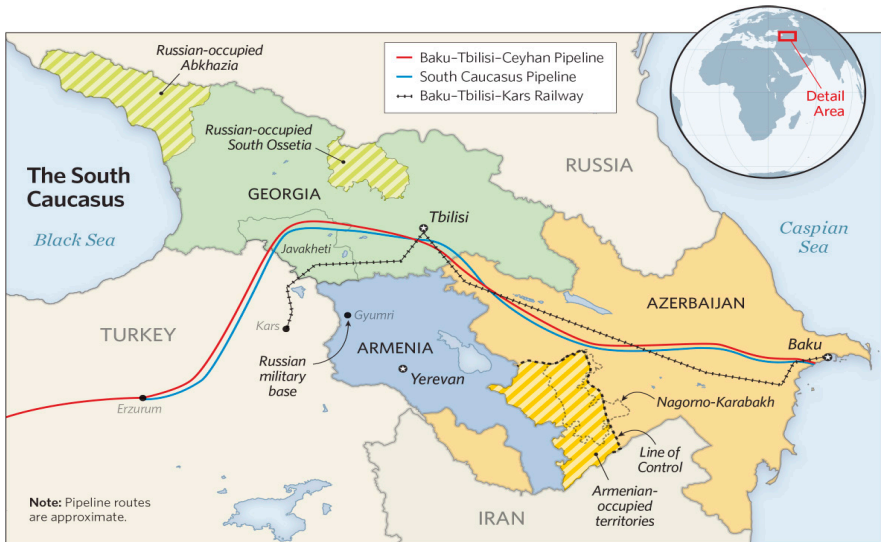 Russian-occupied
Abkhazia
Baku–Tbilisi–Ceyhan Pipeline
South Caucasus Pipeline
Baku–Tbilisi–Kars Railway
Detail
Area
Russian-occupied
South Ossetia
RUSSIA
The South
Caucasus
GEORGIA
Tbilisi
Black Sea
Caspian
Sea
Javakheti
AZERBAIJAN
TURKEY
Kars
Gyumri
Baku
ARMENIA
Russian
military
base
Yerevan
Erzurum
Nagorno-Karabakh
Line of
Control
Armenian-
occupied
territories
Note: Pipeline routes
are approximate.
IRAN